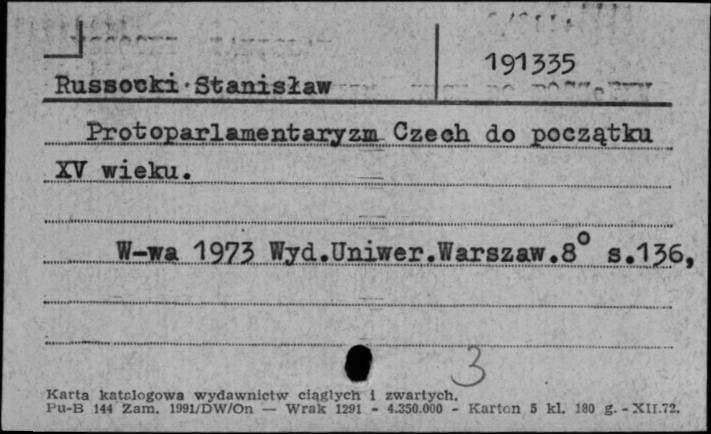 191335
Russocki Stanisław
Protoparlamentaryzm Czech do początku
XV wieku.
W-wa 1973 Wyd.Uniwer.Warszaw.8° s.136,
3
Karta katalogowa wydawnictw ciągłych i zwartych.
Pu-B 144 Zam. 1991/DW/On — Wrak 1291 - 4.350.000 - Karton 5 kl. 180 g. - XII.72.